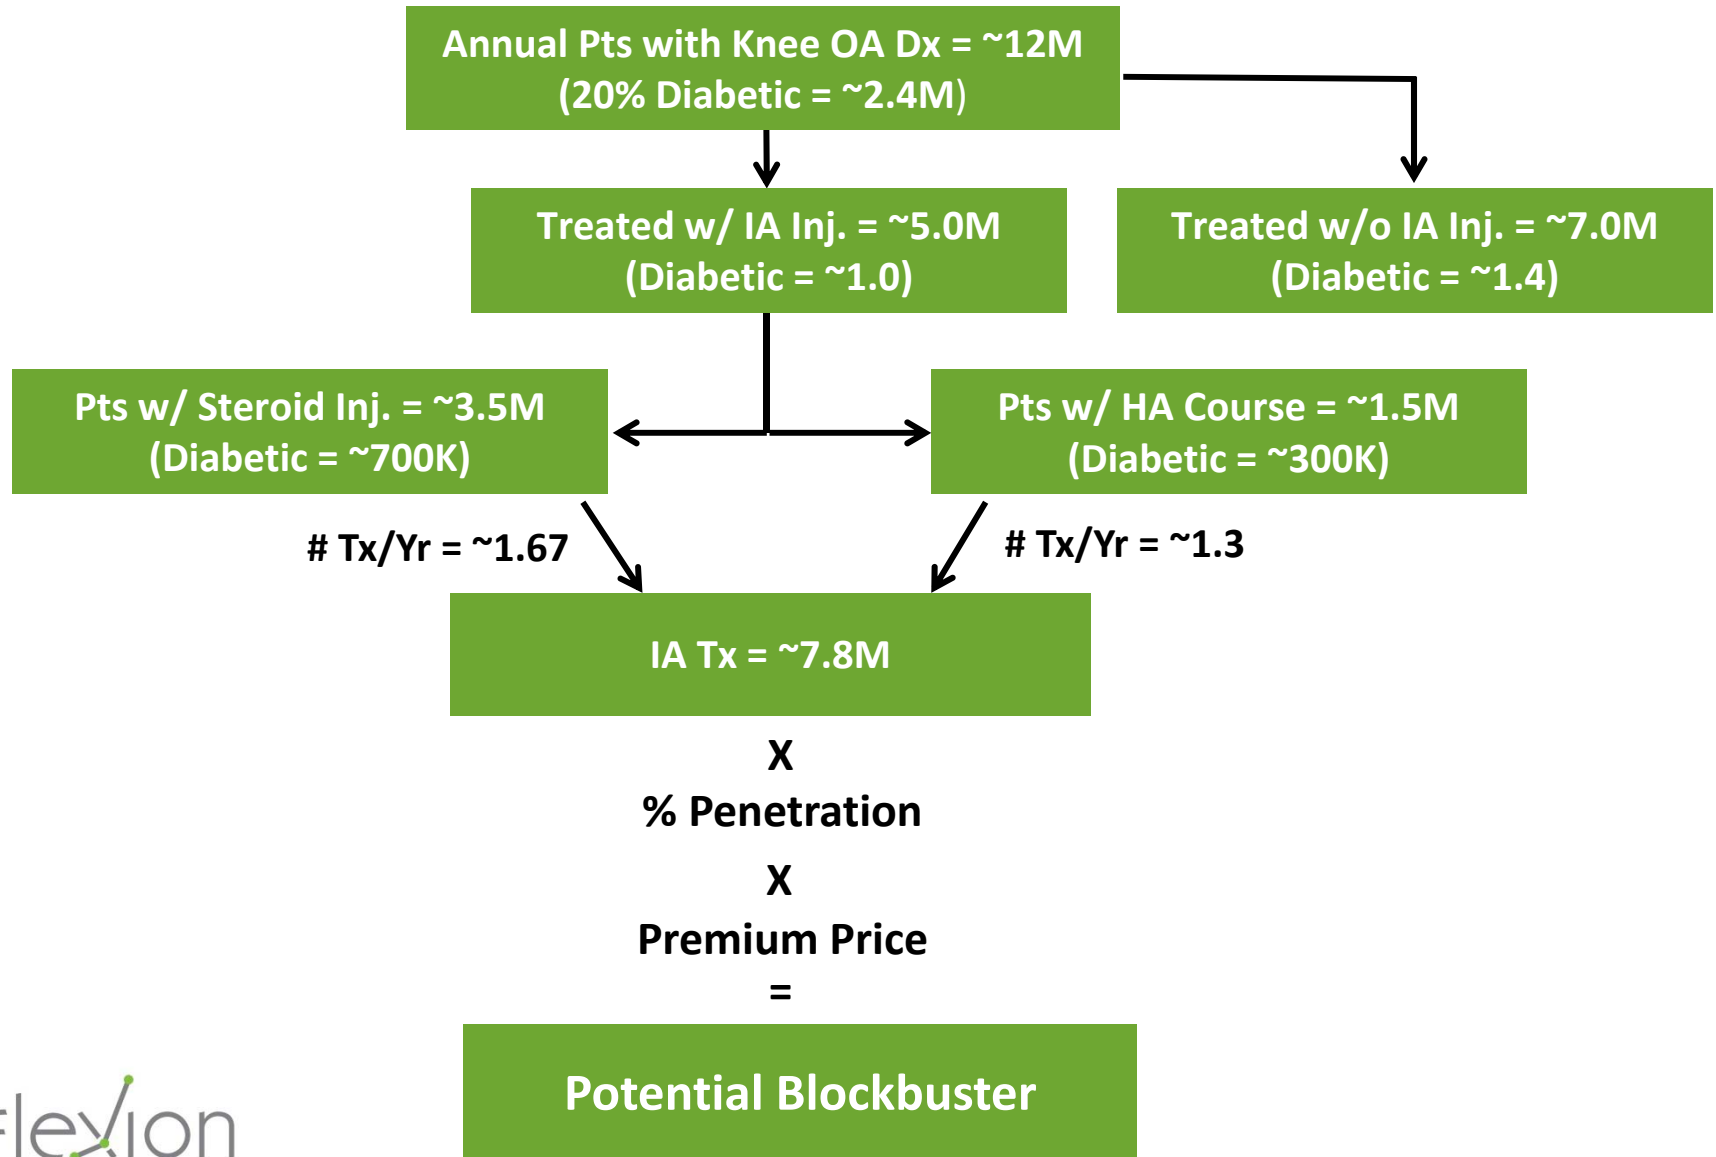 Annual Pts with Knee OA Dx = ~12M
(20% Diabetic = ~2.4M)
Treated w/ IA Inj. = ~5.0M
(Diabetic = ~1.0)
Treated w/o IA Inj. = ~7.0M
(Diabetic = ~1.4)
Pts w/ Steroid Inj. = ~3.5M
(Diabetic = ~700K)
Pts w/ HA Course = ~1.5M
(Diabetic = ~300K)
# Tx/Yr = ~1.67
# Tx/Yr = ~1.3
IA Tx = ~7.8M
X
% Penetration
X
Premium Price
=
Potential Blockbuster
Flexion